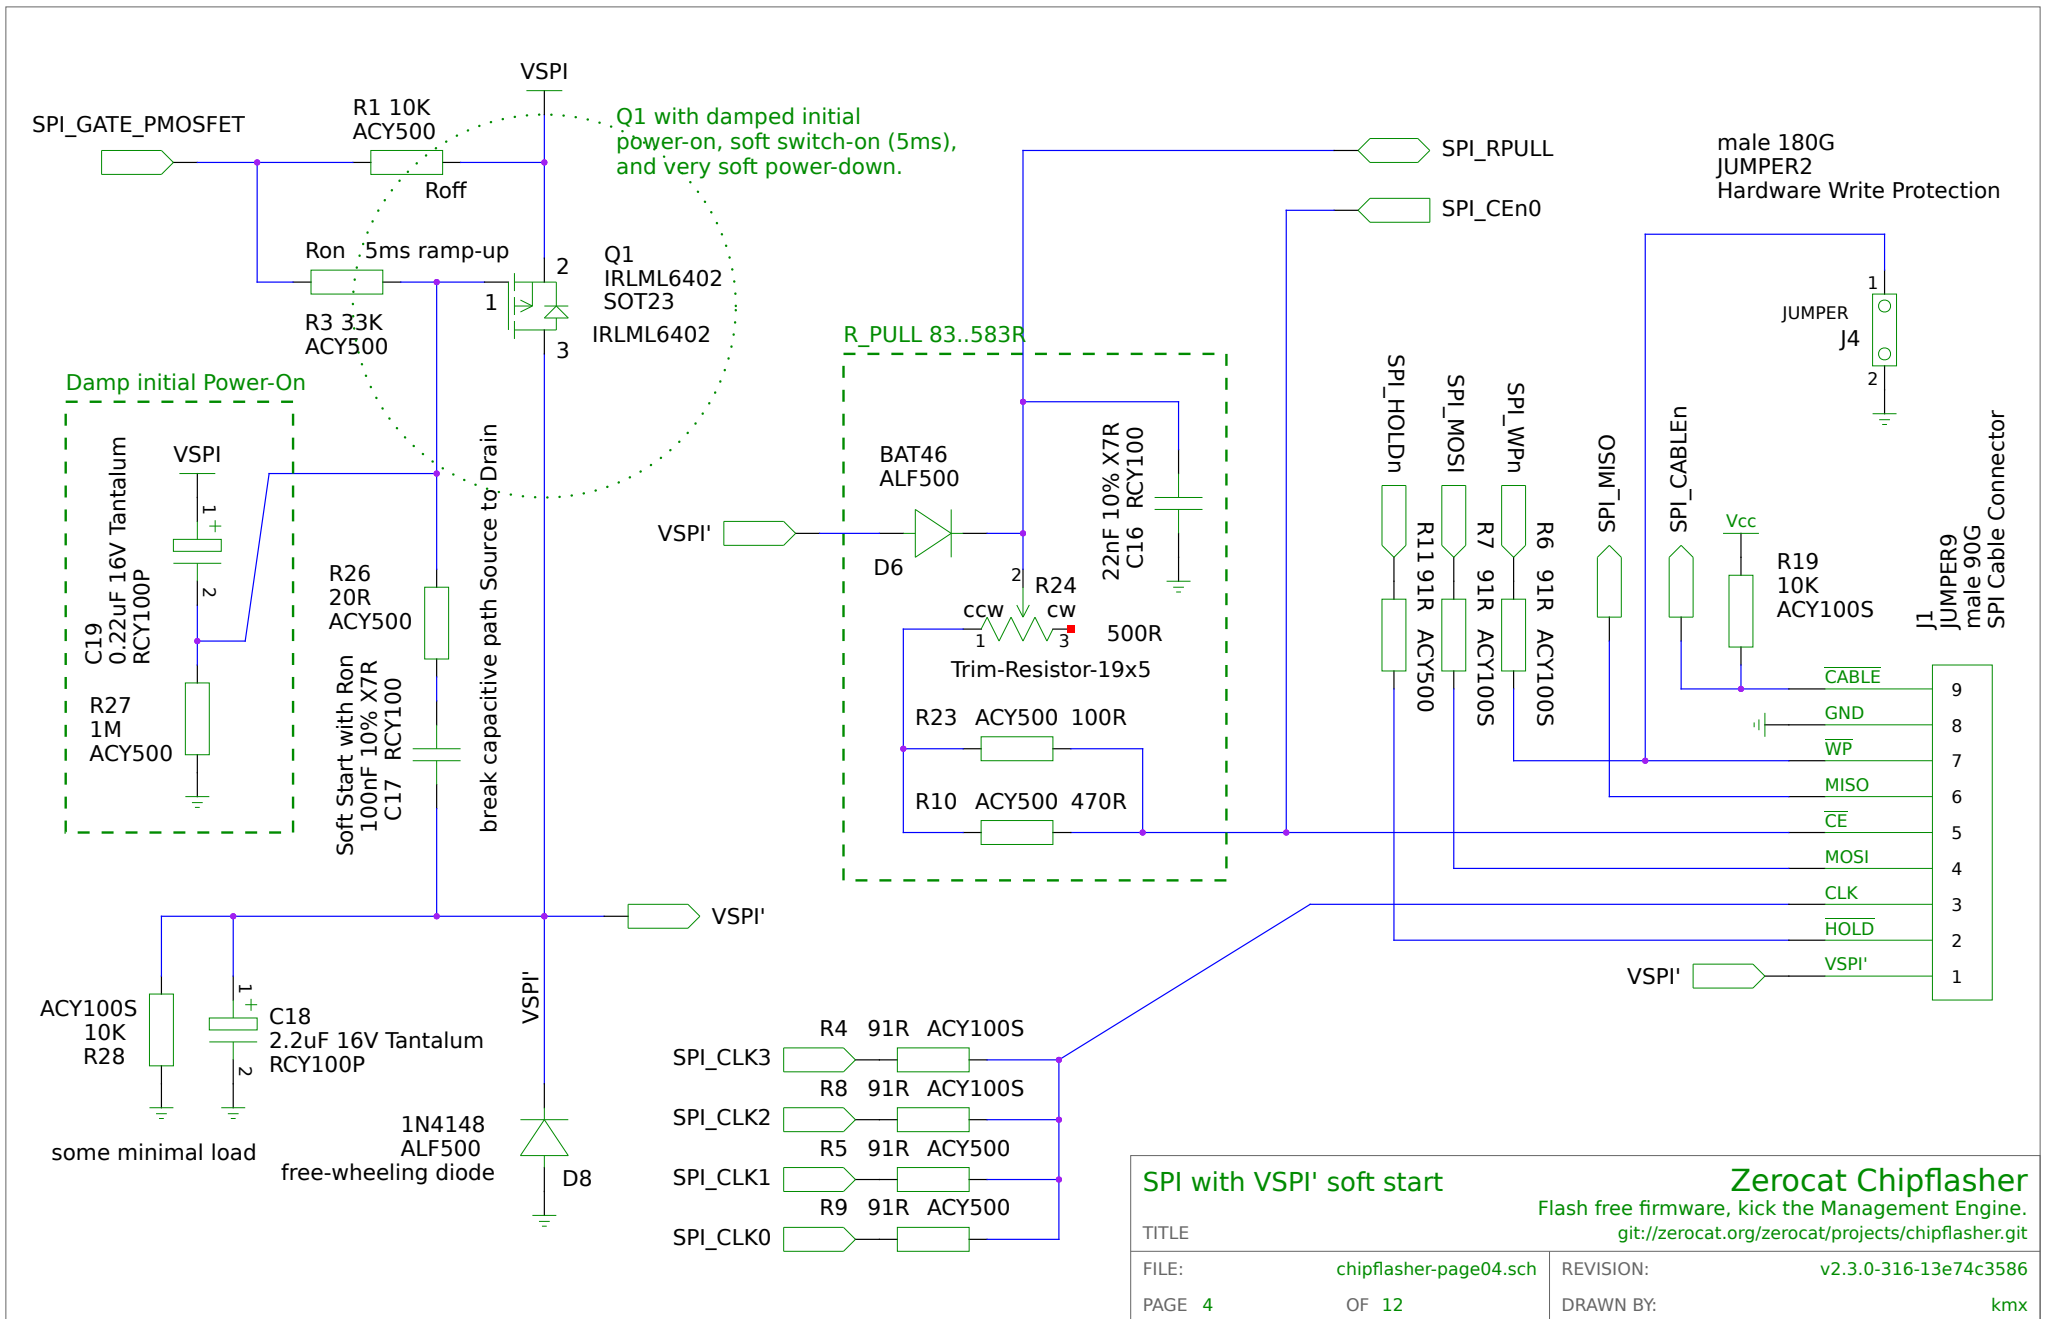 VSPI
SPI_GATE_PMOSFET
R1 10K
ACY500
Roff
Q1 with damped initial
power-on, soft switch-on (5ms),
and very soft power-down.
Ron 5ms ramp-up
R3 33K
ACY500
1
2
3
Q1
IRLML6402
SOT23
IRLML6402
Damp initial Power-On
VSPI
1
+
2
C19
0.22uF 16V Tantalum
RCY100P
R27
1M
ACY500
R26
20R
ACY500
Soft Start with Ron
100nF 10% X7R
C17 RCY100
break capacitive path Source to Drain
VSPI'
VSPI'
ACY100S
10K
R28
1
+
2
C18
2.2uF 16V Tantalum
RCY100P
some minimal load
1N4148
ALF500
free-wheeling diode
D8
R_PULL 83..583R
SPI_RPULL
SPI_CEn0
VSPI'
BAT46
ALF500
D6
22nF 10% X7R
C16 RCY100
2
R24
ccw
cw
1
3
500R
Trim-Resistor-19x5
R23 ACY500 100R
R10 ACY500 470R
SPI_HOLDn
R11 91R ACY500
SPI_MOSI
R7 91R ACY100S
SPI_WPn
R6 91R ACY100S
SPI_MISO
SPI_CABLEn
Vcc
R19
10K
ACY100S
male 180G
JUMPER2
Hardware Write Protection
1
JUMPER
J4
2
J1
JUMPER9
male 90G
SPI Cable Connector
CABLE 9
GND 8
WP 7
MISO 6
CE 5
MOSI 4
CLK 3
HOLD 2
VSPI' VSPI' 1
R4 91R ACY100S
SPI_CLK3
R8 91R ACY100S
SPI_CLK2
R5 91R ACY500
SPI_CLK1
R9 91R ACY500
SPI_CLK0
SPI with VSPI' soft start
Zerocat Chipflasher
Flash free firmware, kick the Management Engine.
TITLE
git://zerocat.org/zerocat/projects/chipflasher.git
FILE: chipflasher-page04.sch
REVISION: v2.3.0-316-13e74c3586
PAGE 4 OF 12
DRAWN BY: kmx